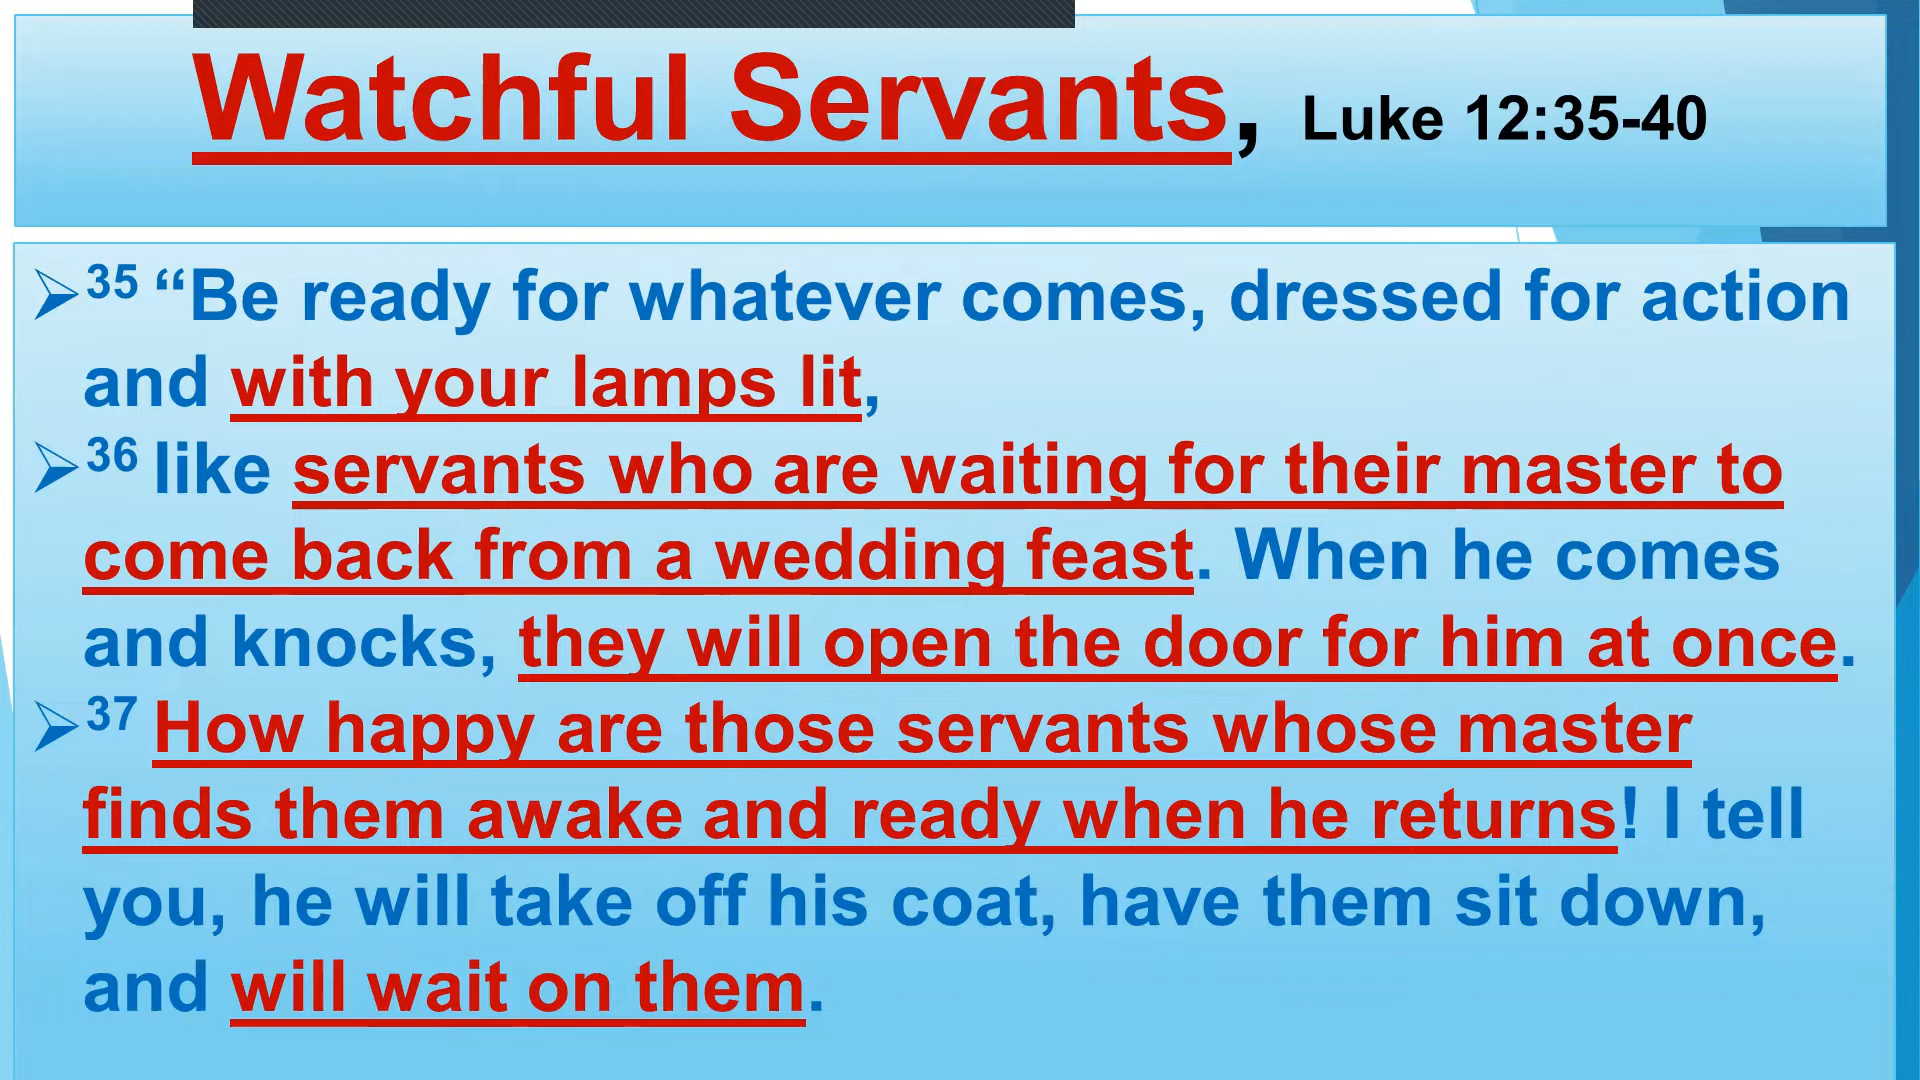 Watchful Servants, Luke 12:35-40
➢35 “Be ready for whatever comes, dressed for action
and with your lamps lit,
➢36 like servants who are waiting for their master to
come back from a wedding feast. When he comes
and knocks, they will open the door for him at once.
➢37 How happy are those servants whose master
finds them awake and ready when he returns! I tell
you, he will take off his coat, have them sit down,
and will wait on them.